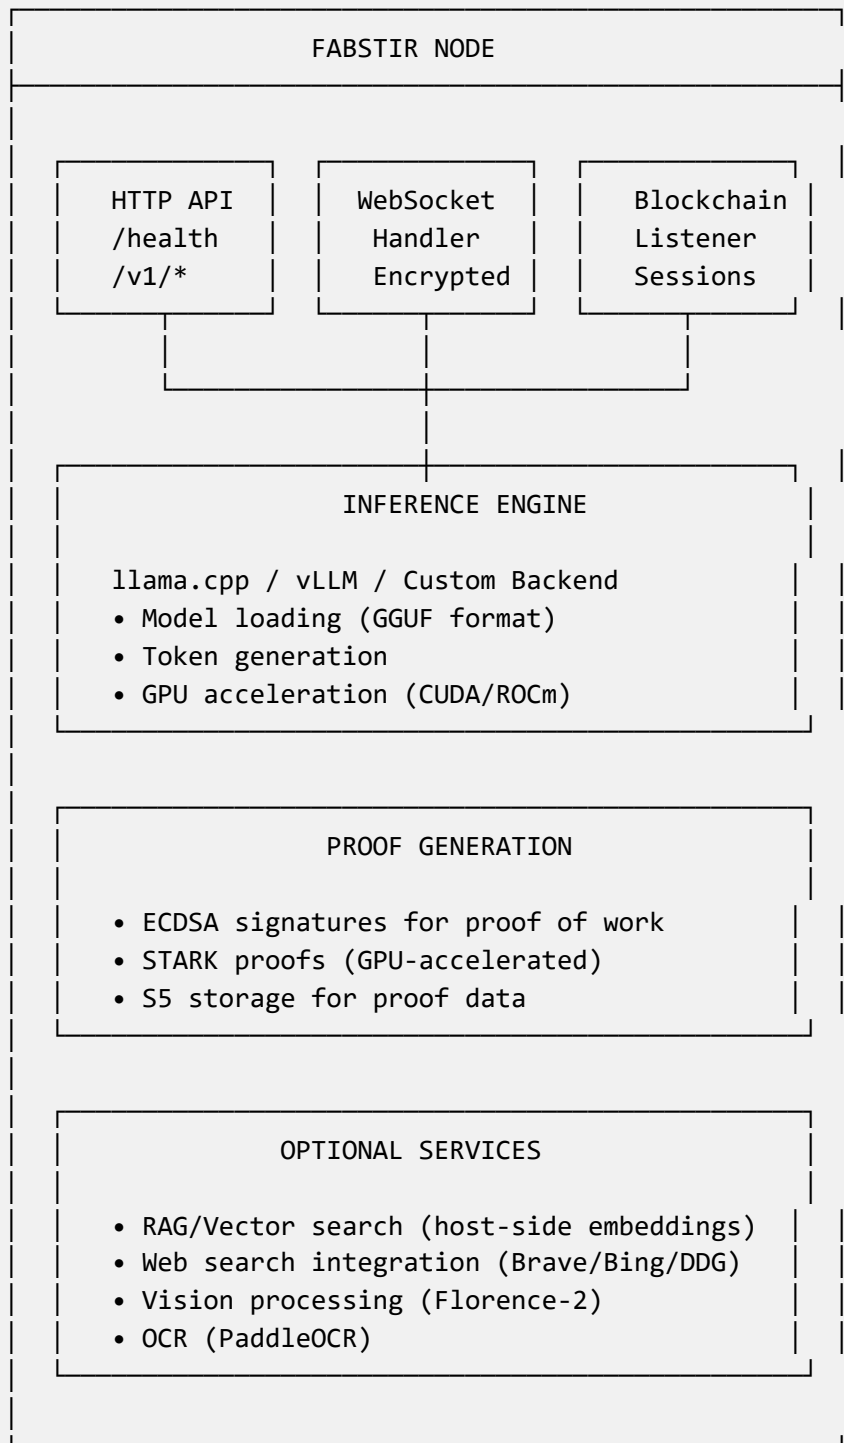 FABSTIR NODE
HTTP API WebSocket Blockchain
/health Handler Listener
/v1/* Encrypted Sessions
INFERENCE ENGINE
llama.cpp / vLLM / Custom Backend
• Model loading (GGUF format)
• Token generation
• GPU acceleration (CUDA/ROCm)
PROOF GENERATION
• ECDSA signatures for proof of work
• STARK proofs (GPU-accelerated)
• S5 storage for proof data
OPTIONAL SERVICES
• RAG/Vector search (host-side embeddings)
• Web search integration (Brave/Bing/DDG)
• Vision processing (Florence-2)
• OCR (PaddleOCR)